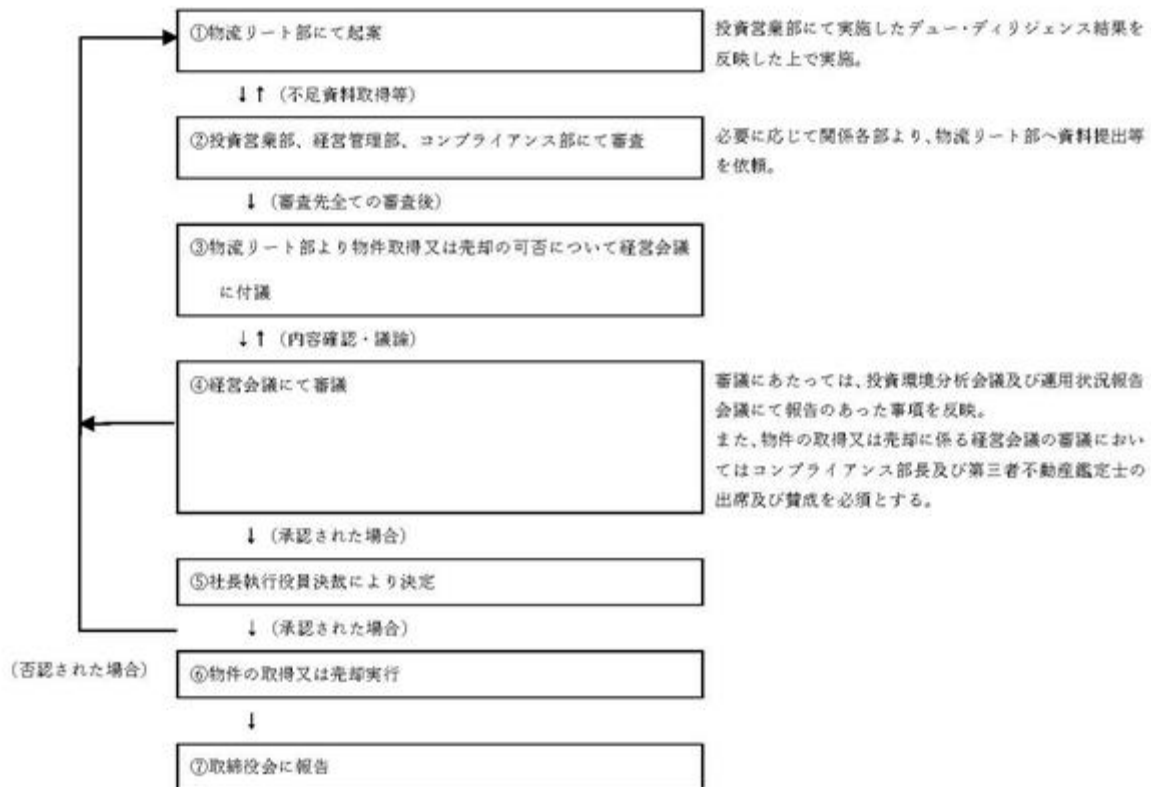 ①物流リート部にて起案
投資営業部にて実施したデュー・ディリジェンス結果を
反映した上で実施。
↓↑（不足資料取得等）
②投資営業部、経営管理部、コンプライアンス部にて審査
必要に応じて関係各部より、物流リート部へ資料提出等
を依頼。
↓（審査先全ての審査後）
③物流リート部より物件取得又は売却の可否について経営会議
に付議
↓↑（内容確認・議論）
④経営会議にて審議
審議にあたっては、投資環境分析会議及び運用状況報告
会議にて報告のあった事項を反映。
また、物件の取得又は売却に係る経営会議の審議におい
てはコンプライアンス部長及び第三者不動産鑑定士の
出席及び賛成を必須とする。
↓（承認された場合）
⑤社長執行役員決裁により決定
↓（承認された場合）
（否認された場合）
⑥物件の取得又は売却実行
↓
⑦取締役会に報告